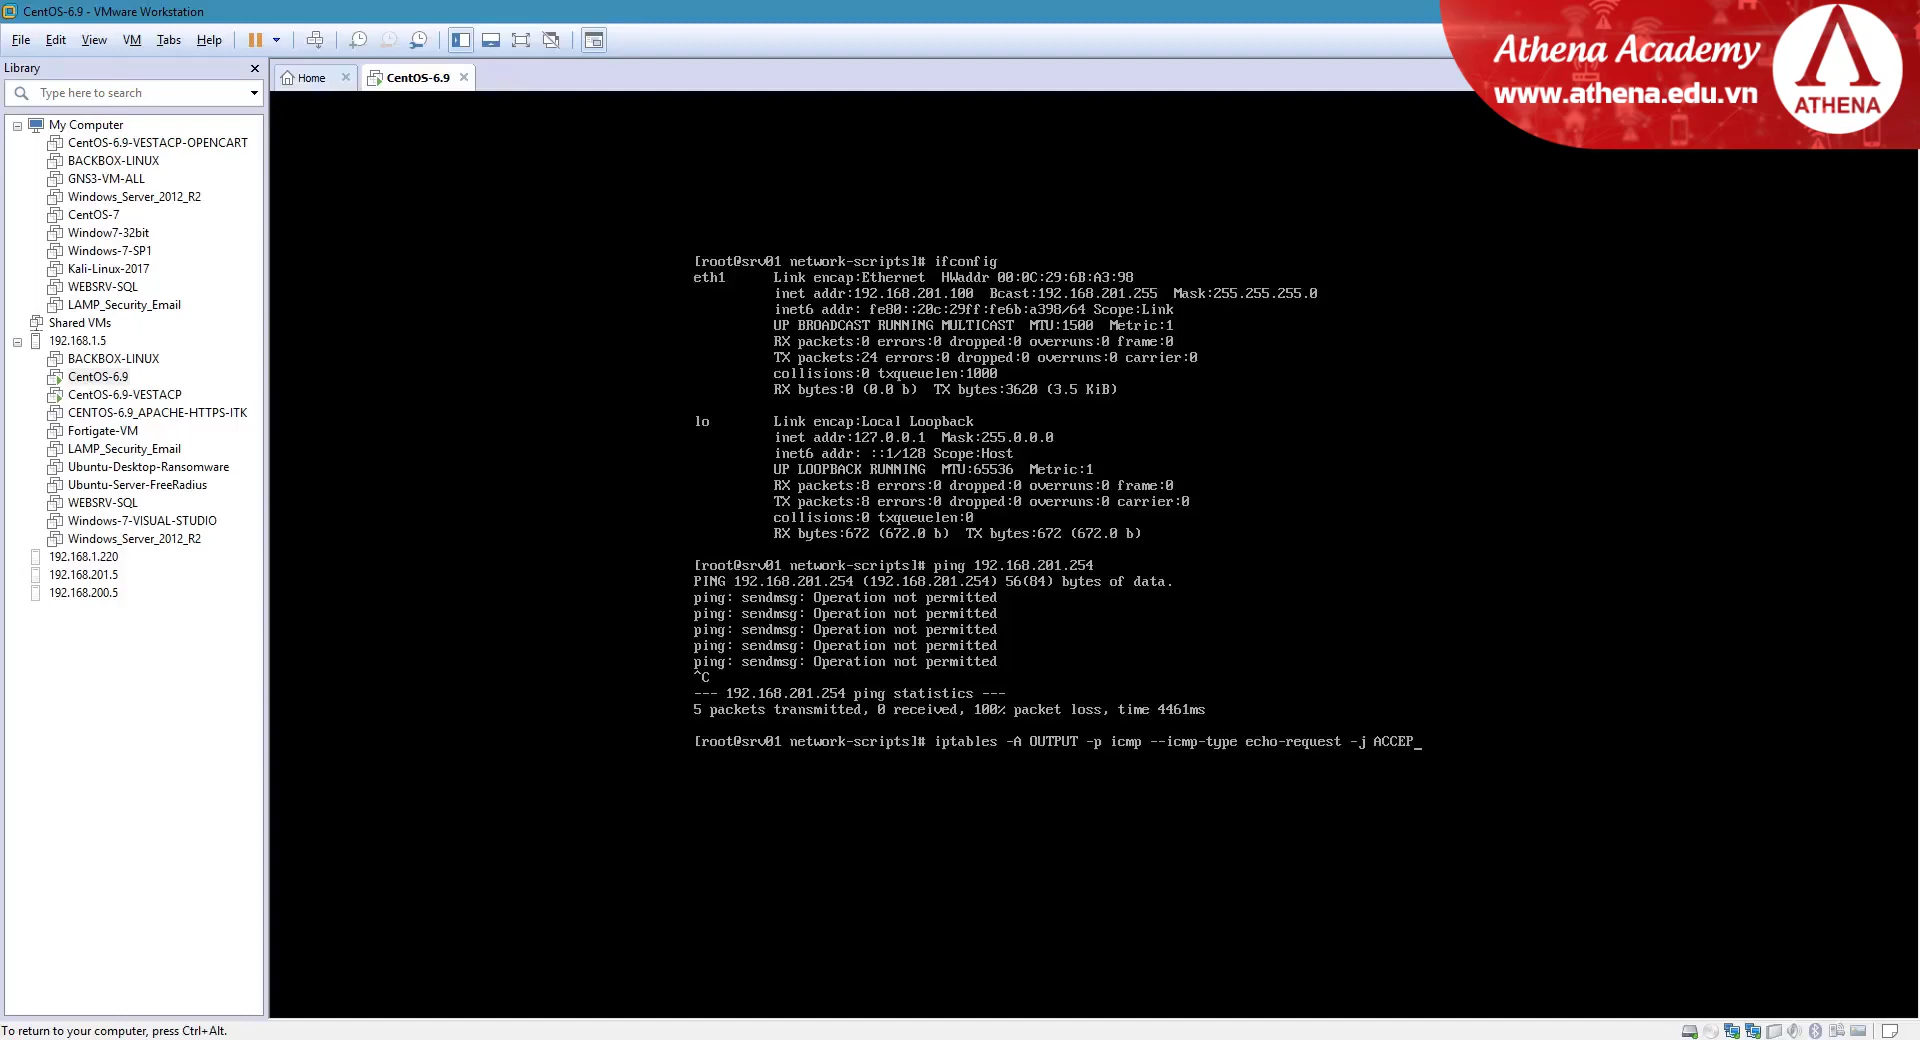 CentOS-6.9 - VMware Workstation
File Edit View VM Tabs Help
Athena Academy
www.athena.edu.vn
ATHENA
Library
Home
CentOS-6.9
Type here to search
My Computer
CentOS-6.9-VESTACP-OPENCART
BACKBOX-LINUX
GNS3-VM-ALL
Windows_Server_2012_R2
CentOS-7
Window7-32bit
Windows-7-SP1
Kali-Linux-2017
WEBSRV-SQL
LAMP_Security_Email
Shared VMs
192.168.1.5
BACKBOX-LINUX
CentOS-6.9
CentOS-6.9-VESTACP
CENTOS-6.9_APACHE-HTTPS-ITK
Fortigate-VM
LAMP_Security_Email
Ubuntu-Desktop-Ransomware
Ubuntu-Server-FreeRadius
WEBSRV-SQL
Windows-7-VISUAL-STUDIO
Windows_Server_2012_R2
192.168.1.220
192.168.201.5
192.168.200.5
[root@srv01 network-scripts]# ifconfig
eth1 Link encap:Ethernet HWaddr 00:0C:29:6B:A3:98
inet addr:192.168.201.100 Bcast:192.168.201.255 Mask:255.255.255.0
inet6 addr: fe80::20c:29ff:fe6b:a398/64 Scope:Link
UP BROADCAST RUNNING MULTICAST MTU:1500 Metric:1
RX packets:0 errors:0 dropped:0 overruns:0 frame:0
TX packets:24 errors:0 dropped:0 overruns:0 carrier:0
collisions:0 txqueuelen:1000
RX bytes:0 (0.0 b) TX bytes:3620 (3.5 KiB)
lo Link encap:Local Loopback
inet addr:127.0.0.1 Mask:255.0.0.0
inet6 addr: ::1/128 Scope:Host
UP LOOPBACK RUNNING MTU:65536 Metric:1
RX packets:8 errors:0 dropped:0 overruns:0 frame:0
TX packets:8 errors:0 dropped:0 overruns:0 carrier:0
collisions:0 txqueuelen:0
RX bytes:672 (672.0 b) TX bytes:672 (672.0 b)
[root@srv01 network-scripts]# ping 192.168.201.254
PING 192.168.201.254 (192.168.201.254) 56(84) bytes of data.
ping: sendmsg: Operation not permitted
ping: sendmsg: Operation not permitted
ping: sendmsg: Operation not permitted
ping: sendmsg: Operation not permitted
ping: sendmsg: Operation not permitted
^C
--- 192.168.201.254 ping statistics ---
5 packets transmitted, 0 received, 100% packet loss, time 4461ms
[root@srv01 network-scripts]# iptables -A OUTPUT -p icmp --icmp-type echo-request -j ACCEP_
To return to your computer, press Ctrl+Alt.